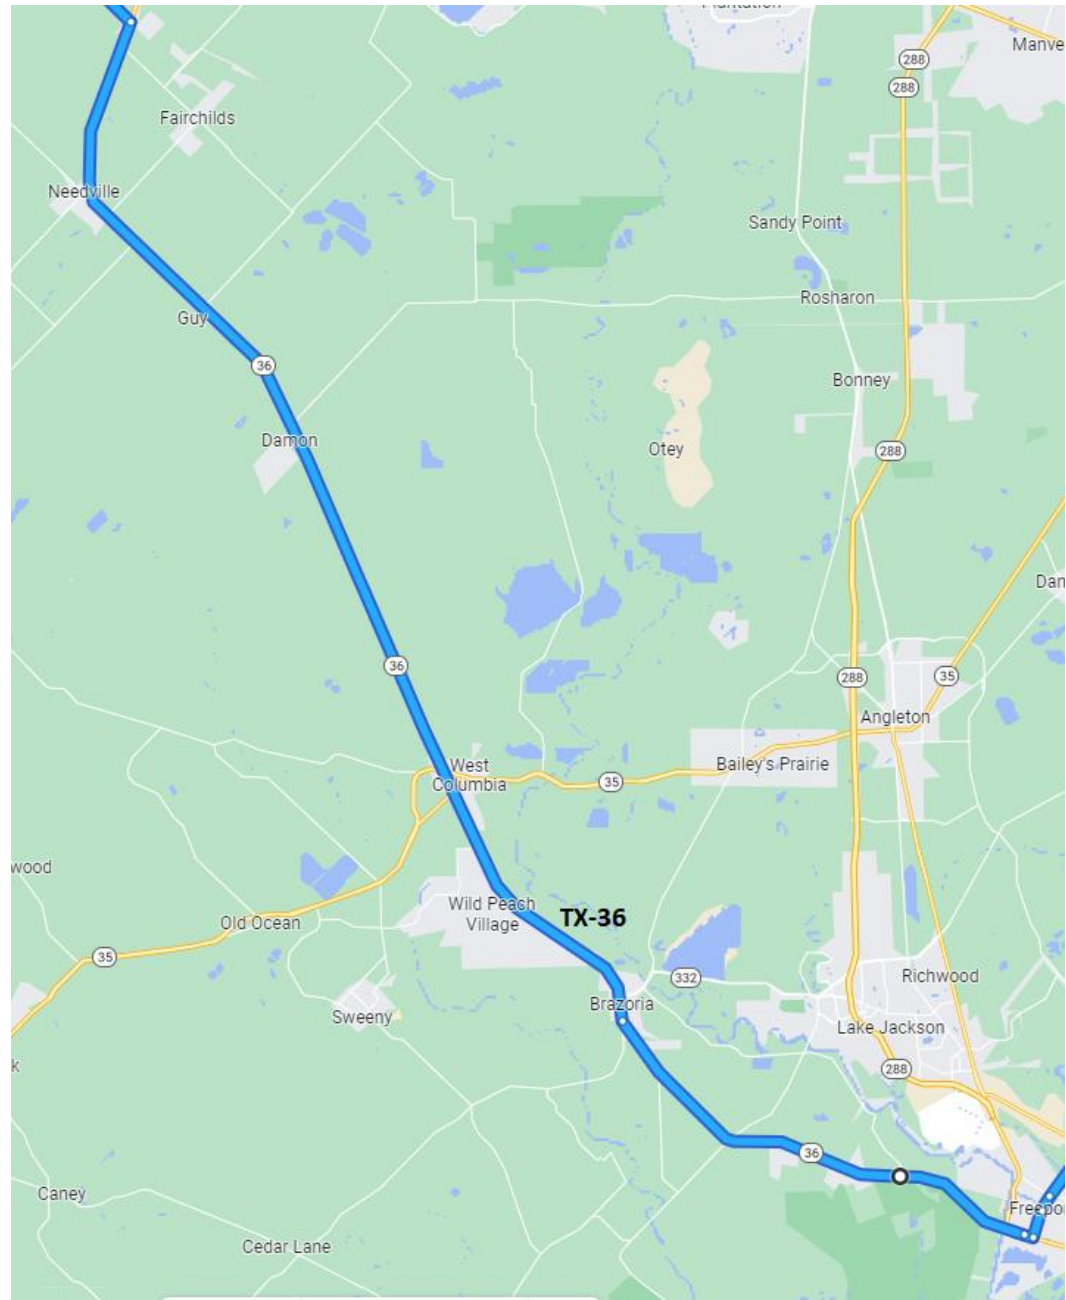 Plantation
288
Manve
288
Fairchilds
Needville
Sandy Point
Rosharon
Guy
36
Bonney
Damon
Otey
288
Dan
36
288
35
Angleton
West
Columbia
Bailey's Prairie
35
wood
Wild Peach
Village
TX-36
Old Ocean
35
332
Richwood
Brazoria
Sweeny
Lake Jackson
k
288
36
Caney
Freepor
Cedar Lane